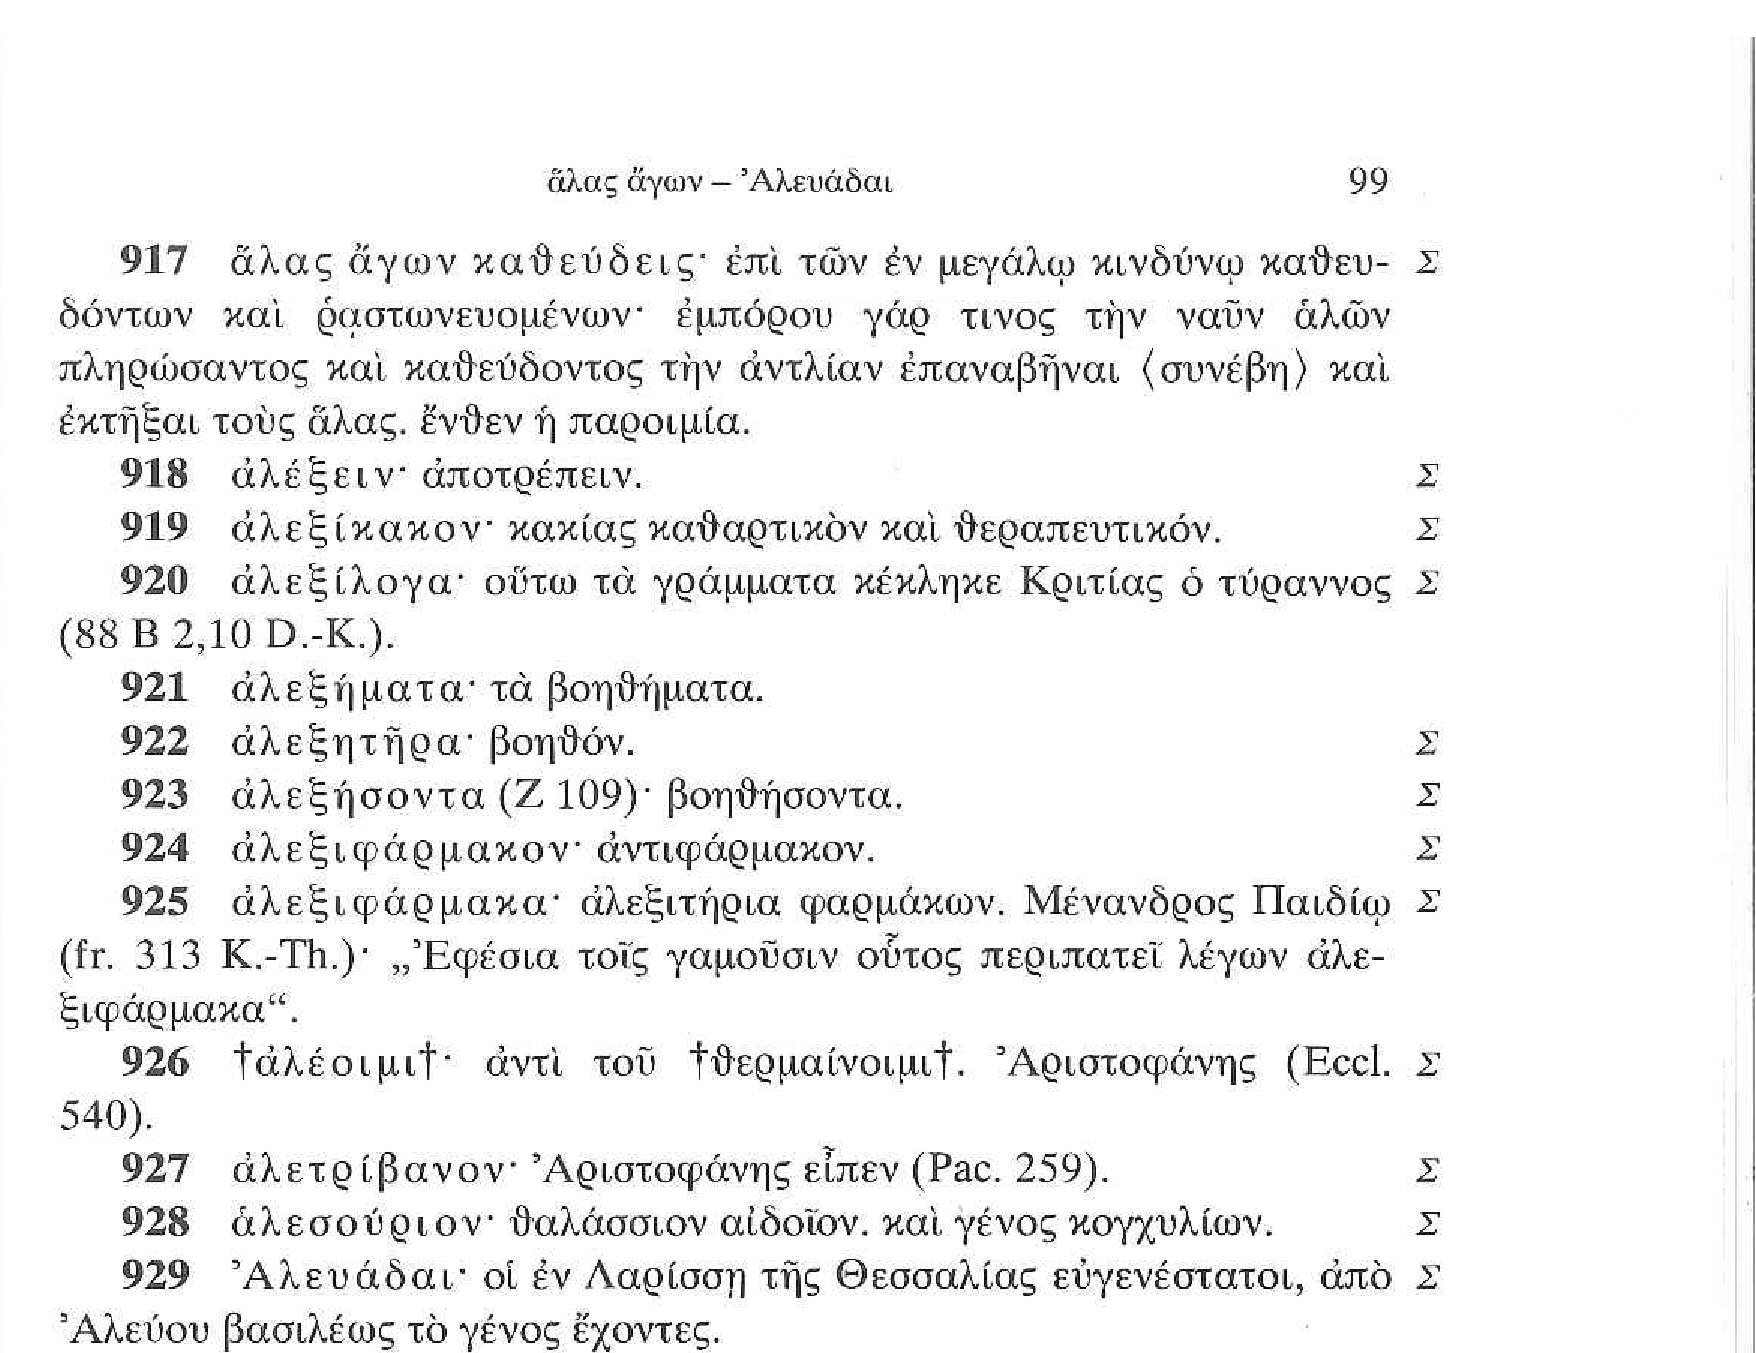 ἅλας ἄγων – Ἀλευάδαι 99
917 ἅλας ἄγων καθεύδεις· ἐπὶ τῶν ἐν μεγάλῳ κινδύνῳ καθευ- Σ
δόντων καὶ ῥᾳστωνευομένων· ἐμπόρου γάρ τινος τὴν ναῦν ἁλῶν
πληρώσαντος καὶ καθεύδοντος τὴν ἀντλίαν ἐπαναβῆναι ⟨συνέβη⟩ καὶ
ἐκτῆξαι τοὺς ἅλας. ἔνθεν ἡ παροιμία.
918 ἀλέξειν· ἀποτρέπειν. Σ
919 ἀλεξίκακον· κακίας καθαρτικὸν καὶ θεραπευτικόν. Σ
920 ἀλεξίλογα· οὕτω τὰ γράμματα κέκληκε Κριτίας ὁ τύραννος Σ
(88 B 2,10 D.-K.).
921 ἀλεξήματα· τὰ βοηθήματα.
922 ἀλεξητῆρα· βοηθόν. Σ
923 ἀλεξήσοντα (Z 109)· βοηθήσοντα. Σ
924 ἀλεξιφάρμακον· ἀντιφάρμακον. Σ
925 ἀλεξιφάρμακα· ἀλεξιτήρια φαρμάκων. Μένανδρος Παιδίῳ Σ
(fr. 313 K.-Th.)· „Ἐφέσια τοῖς γαμοῦσιν οὗτος περιπατεῖ λέγων ἀλε-
ξιφάρμακα“.
926 †ἀλέοιμι†· ἀντὶ τοῦ †θερμαίνοιμι†. Ἀριστοφάνης (Eccl. Σ
540).
927 ἀλετρίβανον· Ἀριστοφάνης εἶπεν (Pac. 259). Σ
928 ἁλεσούριον· θαλάσσιον αἰδοῖον. καὶ γένος κογχυλίων. Σ
929 Ἀλευάδαι· οἱ ἐν Λαρίσσῃ τῆς Θεσσαλίας εὐγενέστατοι, ἀπὸ Σ
Ἀλεύου βασιλέως τὸ γένος ἔχοντες.